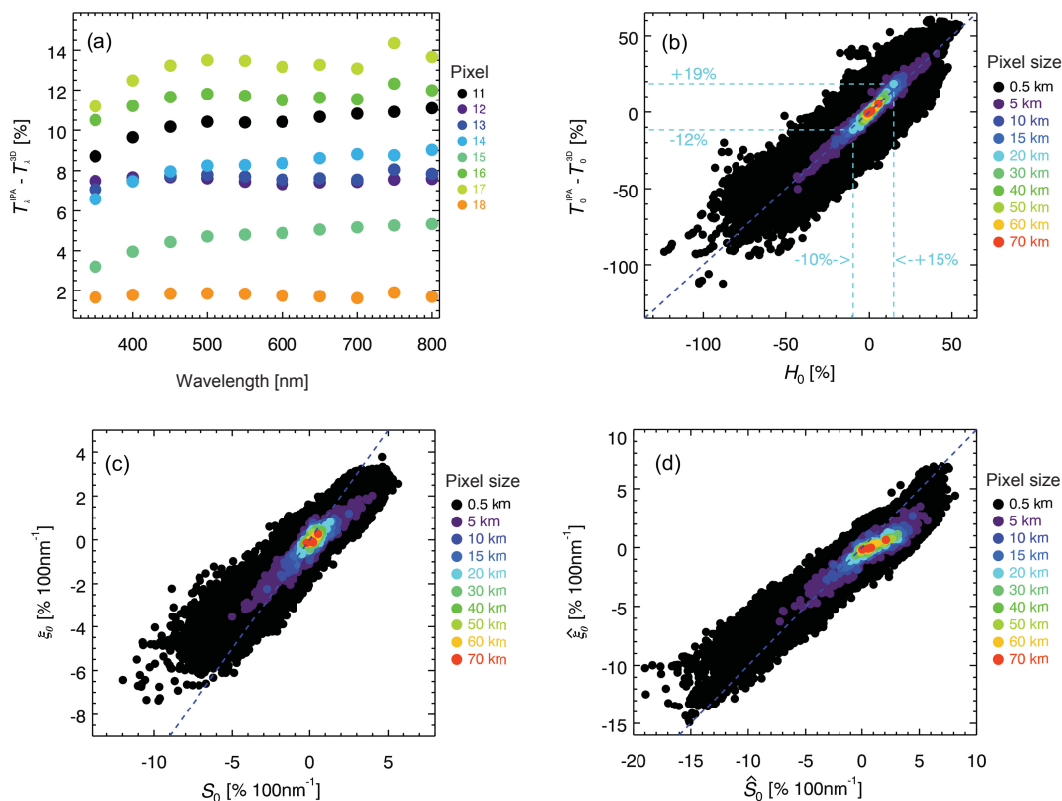 (a)
14
12
10
8
6
4
2
400
500
600
700
800
Wavelength [nm]
T_λ^IPA - T_λ^3D [%]
Pixel
11
12
13
14
15
16
17
18
(b)
50
0
-50
-100
-100
-50
0
50
H_0 [%]
T_0^IPA - T_0^3D [%]
+19%
-12%
-10%->
<-+15%
Pixel size
0.5 km
5 km
10 km
15 km
20 km
30 km
40 km
50 km
60 km
70 km
(c)
4
2
0
-2
-4
-6
-8
-10
-5
0
5
S_0 [% 100nm^-1]
ξ_0 [% 100nm^-1]
Pixel size
0.5 km
5 km
10 km
15 km
20 km
30 km
40 km
50 km
60 km
70 km
(d)
10
5
0
-5
-10
-15
-20
-15
-10
-5
0
5
10
Ŝ_0 [% 100nm^-1]
ξ̂_0 [% 100nm^-1]
Pixel size
0.5 km
5 km
10 km
15 km
20 km
30 km
40 km
50 km
60 km
70 km